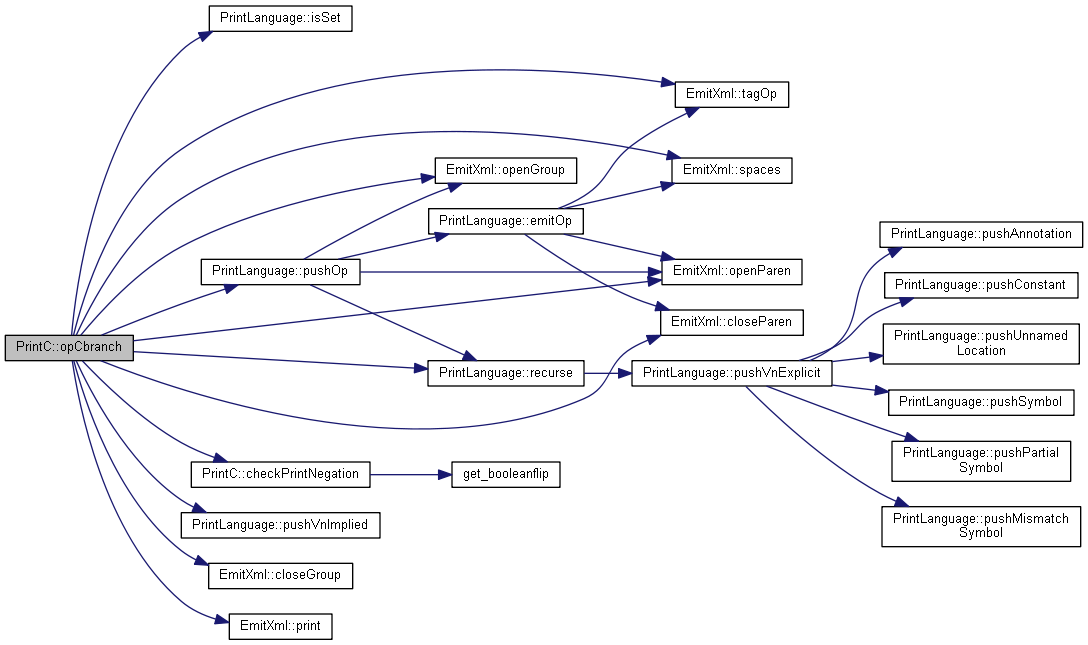 PrintLanguage::isSet
EmitXml::tagOp
EmitXml::openGroup
EmitXml::spaces
PrintLanguage::emitOp
PrintLanguage::pushAnnotation
PrintLanguage::pushOp
EmitXml::openParen
PrintLanguage::pushConstant
EmitXml::closeParen
PrintLanguage::pushUnnamed
Location
PrintC::opCbranch
PrintLanguage::recurse
PrintLanguage::pushVnExplicit
PrintLanguage::pushSymbol
PrintLanguage::pushPartial
Symbol
PrintC::checkPrintNegation
get_booleanflip
PrintLanguage::pushVnImplied
PrintLanguage::pushMismatch
Symbol
EmitXml::closeGroup
EmitXml::print